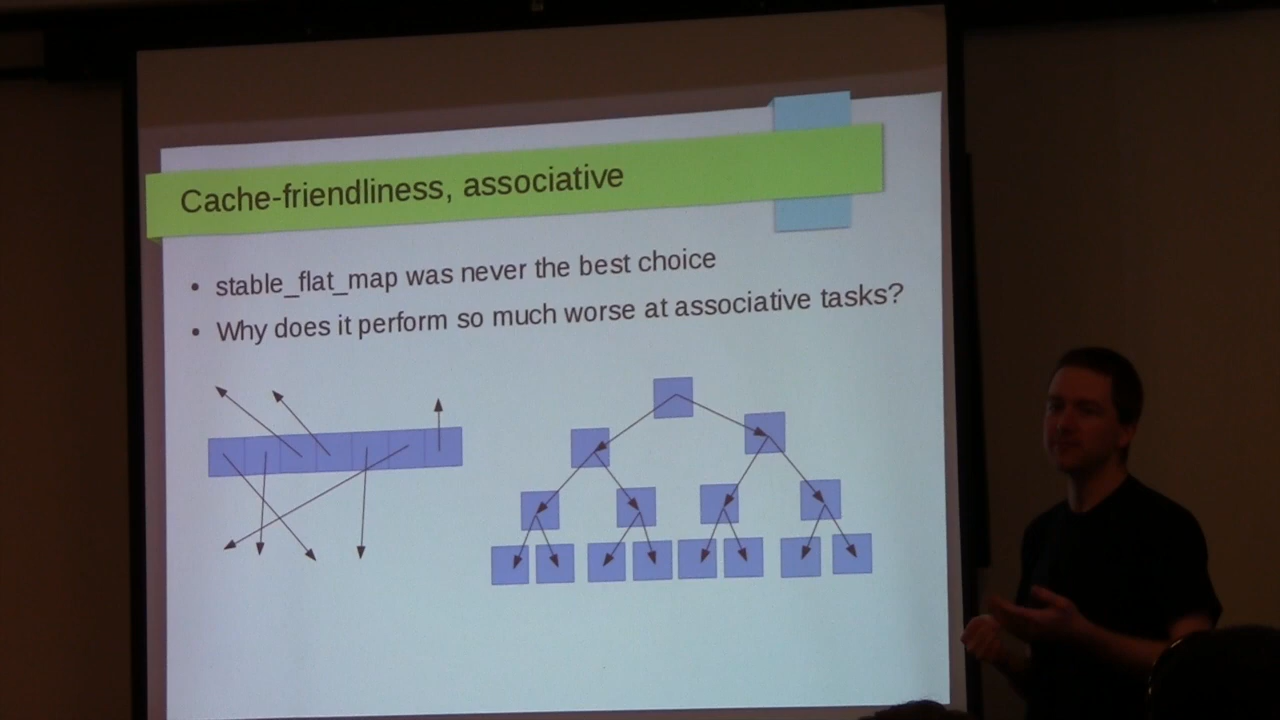 Cache-friendliness, associative
• stable_flat_map was never the best choice
• Why does it perform so much worse at associative tasks?